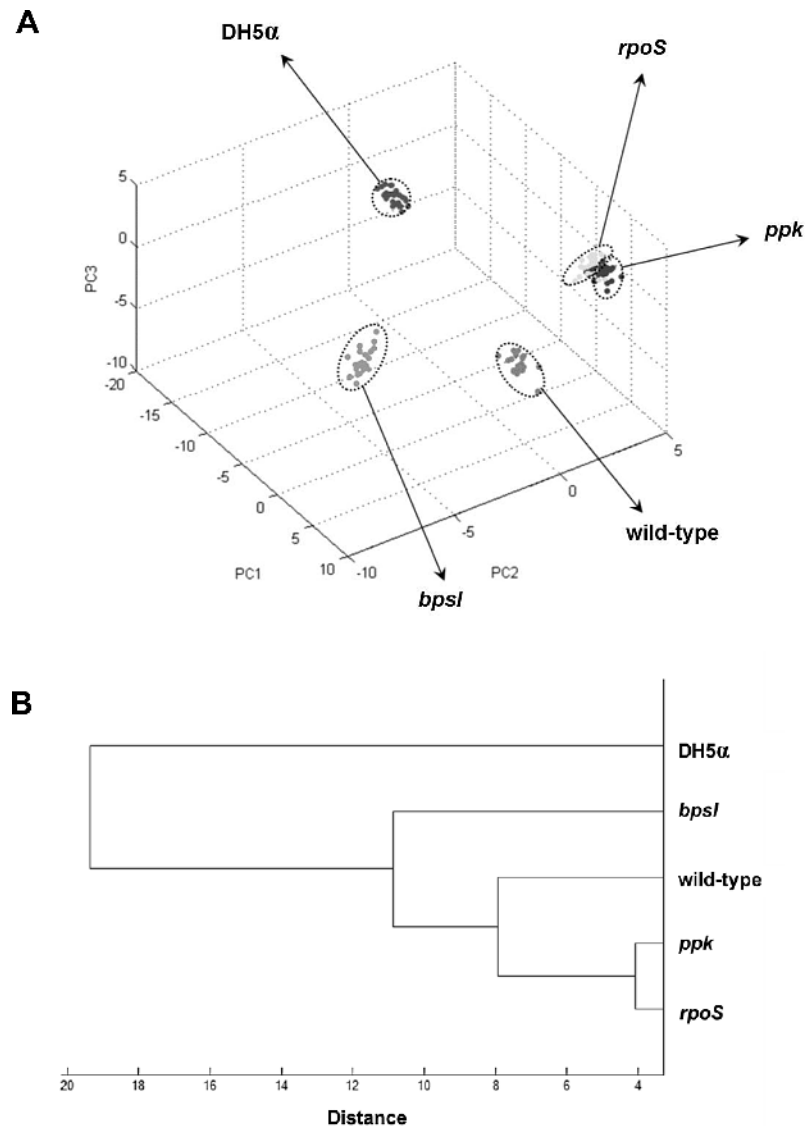 A
DH5α
rpoS
ppk
5
0
-5
-10
PC3
-20
-15
-10
-5
0
5
10
PC1
-10
-5
0
5
PC2
wild-type
bpsI
B
DH5α
bpsI
wild-type
ppk
rpoS
20 18 16 14 12 10 8 6 4
Distance